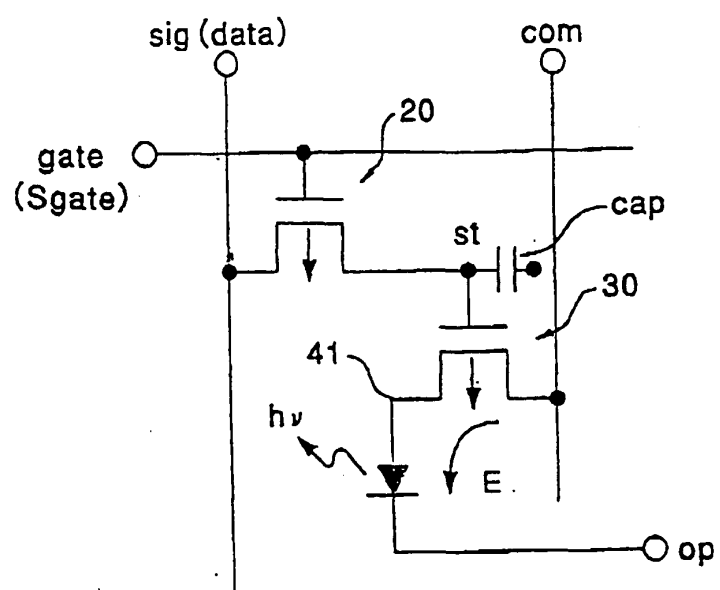 sig (data)
com
20
gate
(Sgate)
cap
st
30
41
hν
E
op